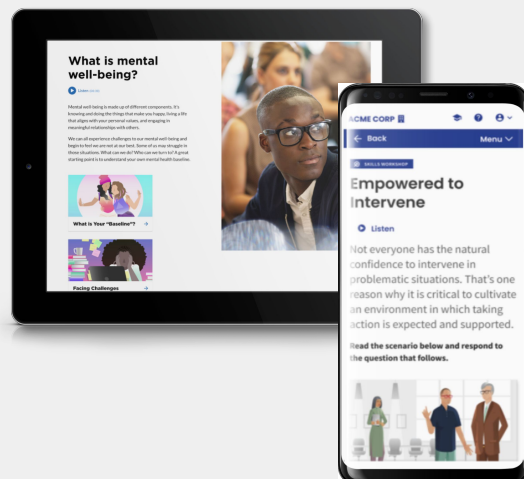 What is mental
well-being?
Listen
Mental well-being is made up of different components. It's
knowing and doing the things that make you happy, living a life
that aligns with your personal values, and engaging in
meaningful relationships with others.
We can all experience challenges to our mental well-being and
begin to feel we are not at our best. Some of us may struggle in
those situations. What can we do? Who can we turn to? A great
starting point is to understand your own mental health baseline.
What is Your "Baseline"? →
Facing Challenges →
ACME CORP
← Back Menu
SKILLS WORKSHOP
Empowered to
Intervene
Listen
Not everyone has the natural
confidence to intervene in
problematic situations. That's one
reason why it is critical to cultivate
an environment in which taking
action is expected and supported.
Read the scenario below and respond to
the question that follows.